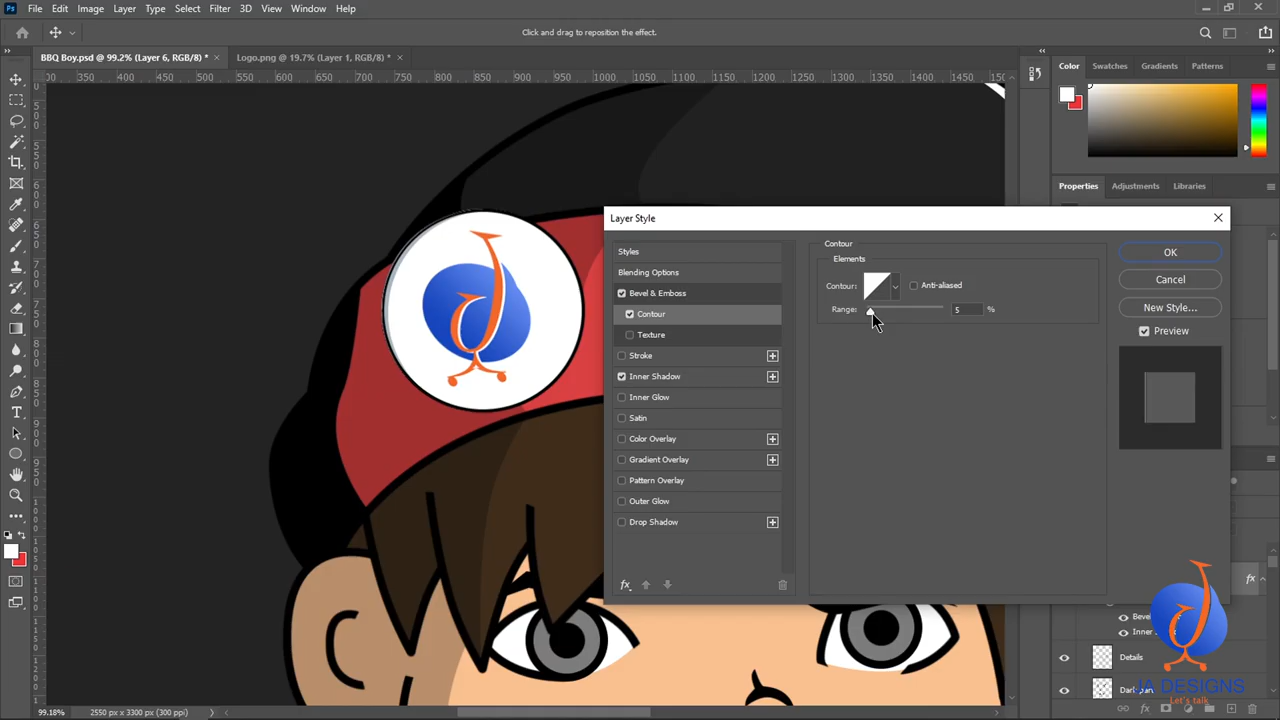 Ps File Edit Image Layer Type Select Filter 3D View Window Help
Click and drag to reposition the effect.
BBQ Boy.psd @ 99.2% (Layer 6, RGB/8) * × Logo.png @ 19.7% (Layer 1, RGB/8) * ×
Color Swatches Gradients Patterns
350 400 450 500 550 600 650 700 750 800 850 900 950 1000 1050 1100 1150 1200 1250 1300 1350 1400 1450
Properties Adjustments Libraries
Layer Style
Styles
Blending Options
Bevel & Emboss
Contour
Texture
Stroke
Inner Shadow
Inner Glow
Satin
Color Overlay
Gradient Overlay
Pattern Overlay
Outer Glow
Drop Shadow
fx
Contour
Elements
Contour: Anti-aliased
Range: 5 %
OK
Cancel
New Style...
Preview
fx
Details
JA DESIGNS
Let's talk
99.18% 2550 px x 3300 px (300 ppi)